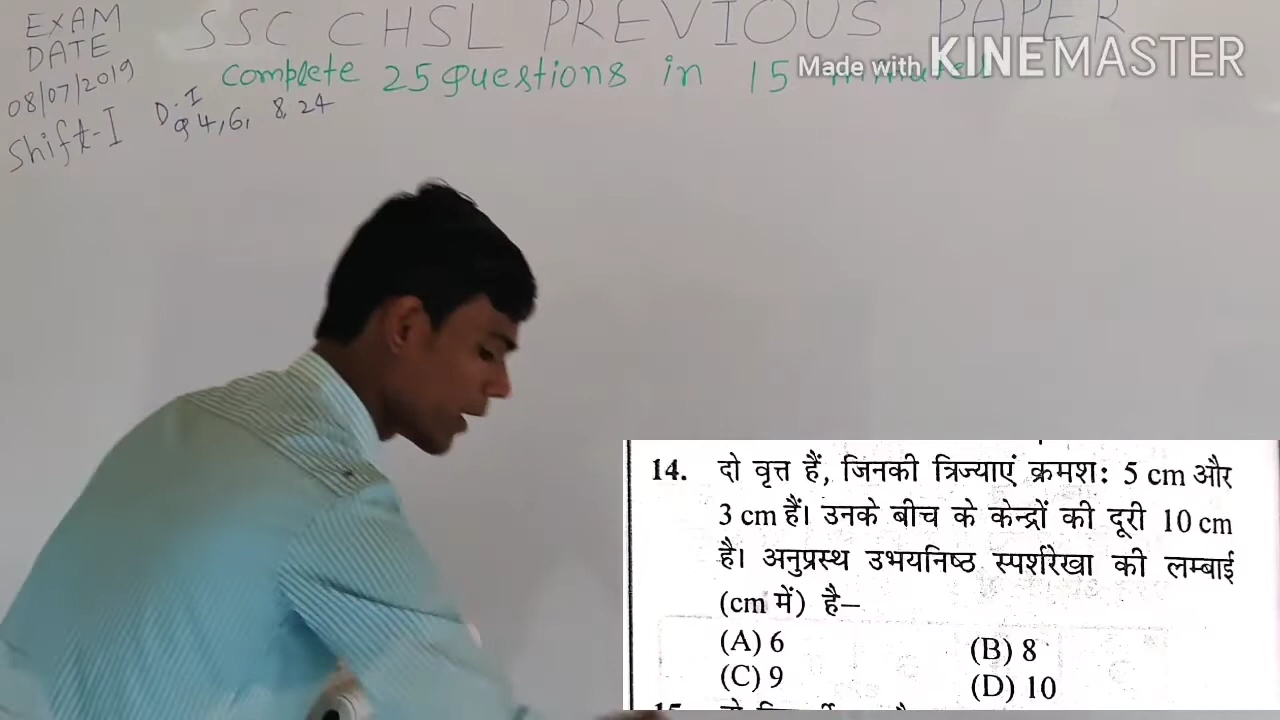 EXAM
DATE
08/07/2019
Shift-I
SSC CHSL PREVIOUS PAPER
Complete 25 questions in 15
Made with KINEMASTER
D.I
Q 4, 6, 8, 24
14. दो वृत्त हैं, जिनकी त्रिज्याएं क्रमश: 5 cm और
3 cm हैं। उनके बीच के केन्द्रों की दूरी 10 cm
है। अनुप्रस्थ उभयनिष्ठ स्पर्शरेखा की लम्बाई
(cm में) है–
(A) 6 (B) 8
(C) 9 (D) 10